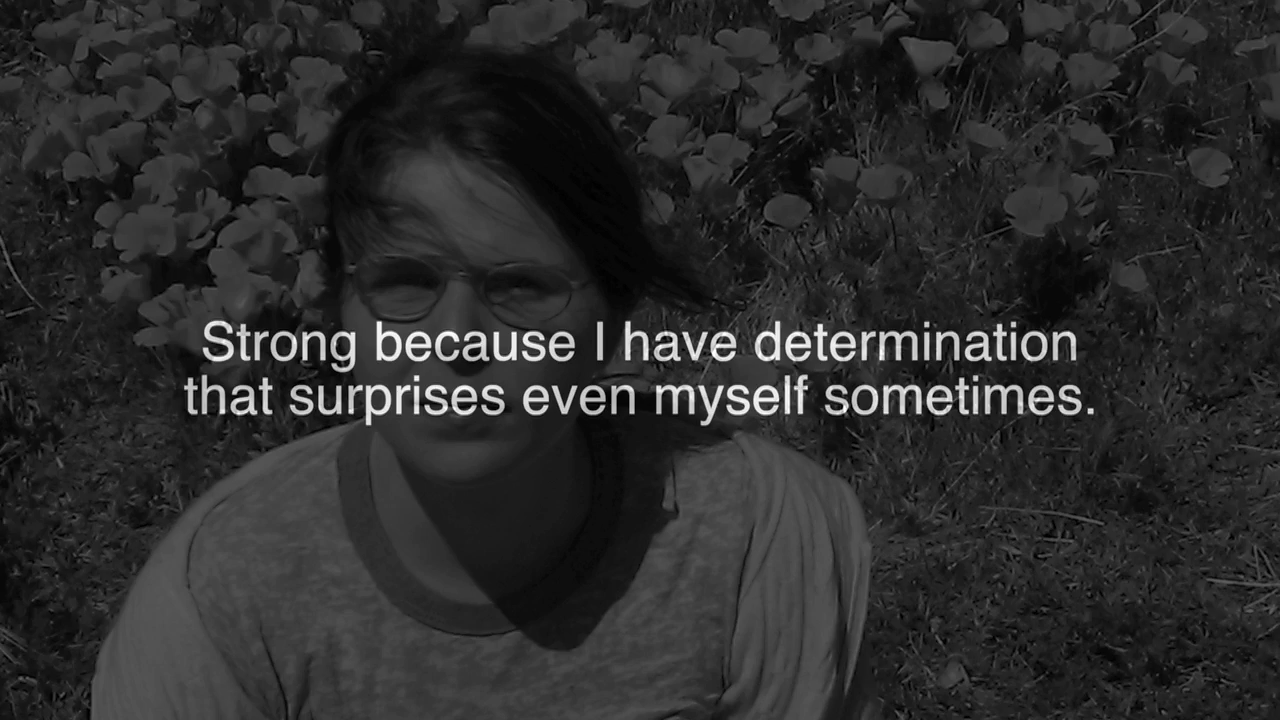 Strong because I have determination
that surprises even myself sometimes.